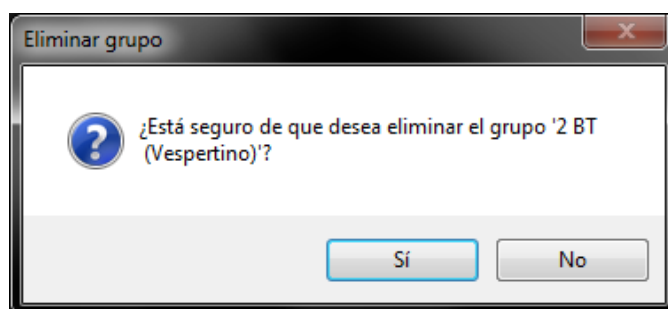 Eliminar grupo
¿Está seguro de que desea eliminar el grupo '2 BT
(Vespertino)'?
Sí
No